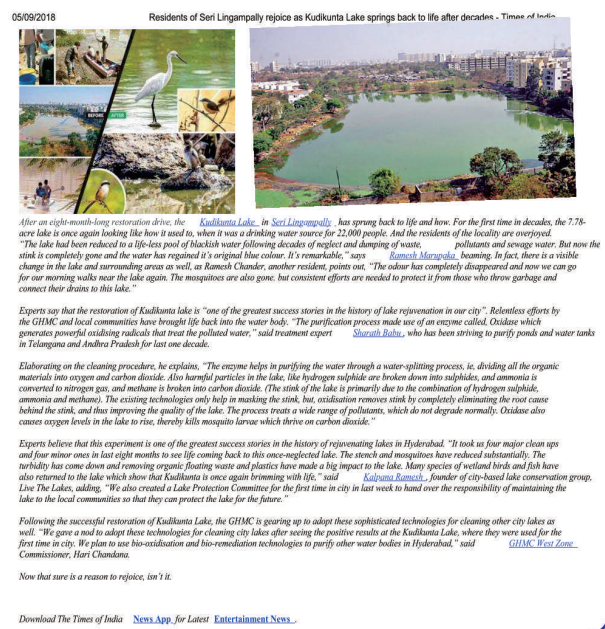 05/09/2018 Residents of Seri Lingampally rejoice as Kudikunta Lake springs back to life after decades - Times of India
BEFORE AFTER
After an eight-month-long restoration drive, the Kudikunta Lake in Seri Lingampally , has sprung back to life and how. For the first time in decades, the 7.78-
acre lake is once again looking like how it used to, when it was a drinking water source for 22,000 people. And the residents of the locality are overjoyed.
"The lake had been reduced to a life-less pool of blackish water following decades of neglect and dumping of waste, pollutants and sewage water. But now the
stink is completely gone and the water has regained it's original blue colour. It's remarkable," says Ramesh Marupaka beaming. In fact, there is a visible
change in the lake and surrounding areas as well, as Ramesh Chander, another resident, points out, "The odour has completely disappeared and now we can go
for our morning walks near the lake again. The mosquitoes are also gone. but consistent efforts are needed to protect it from those who throw garbage and
connect their drains to this lake."
Experts say that the restoration of Kudikunta lake is "one of the greatest success stories in the history of lake rejuvenation in our city". Relentless efforts by
the GHMC and local communities have brought life back into the water body. "The purification process made use of an enzyme called, Oxidase which
generates powerful oxidising radicals that treat the polluted water," said treatment expert Sharath Babu , who has been striving to purify ponds and water tanks
in Telangana and Andhra Pradesh for last one decade.
Elaborating on the cleaning procedure, he explains, "The enzyme helps in purifying the water through a water-splitting process, ie, dividing all the organic
materials into oxygen and carbon dioxide. Also harmful particles in the lake, like hydrogen sulphide are broken down into sulphides, and ammonia is
converted to nitrogen gas, and methane is broken into carbon dioxide. (The stink of the lake is primarily due to the combination of hydrogen sulphide,
ammonia and methane). The existing technologies only help in masking the stink, but, oxidisation removes stink by completely eliminating the root cause
behind the stink, and thus improving the quality of the lake. The process treats a wide range of pollutants, which do not degrade normally. Oxidase also
causes oxygen levels in the lake to rise, thereby kills mosquito larvae which thrive on carbon dioxide."
Experts believe that this experiment is one of the greatest success stories in the history of rejuvenating lakes in Hyderabad. "It took us four major clean ups
and four minor ones in last eight months to see life coming back to this once-neglected lake. The stench and mosquitoes have reduced substantially. The
turbidity has come down and removing organic floating waste and plastics have made a big impact to the lake. Many species of wetland birds and fish have
also returned to the lake which show that Kudikunta is once again brimming with life," said Kalpana Ramesh , founder of city-based lake conservation group,
Live The Lakes, adding, "We also created a Lake Protection Committee for the first time in city in last week to hand over the responsibility of maintaining the
lake to the local communities so that they can protect the lake for the future."
Following the successful restoration of Kudikunta Lake, the GHMC is gearing up to adopt these sophisticated technologies for cleaning other city lakes as
well. "We gave a nod to adopt these technologies for cleaning city lakes after seeing the positive results at the Kudikunta Lake, where they were used for the
first time in city. We plan to use bio-oxidisation and bio-remediation technologies to purify other water bodies in Hyderabad," said GHMC West Zone
Commissioner, Hari Chandana.
Now that sure is a reason to rejoice, isn't it.
Download The Times of India News App for Latest Entertainment News .